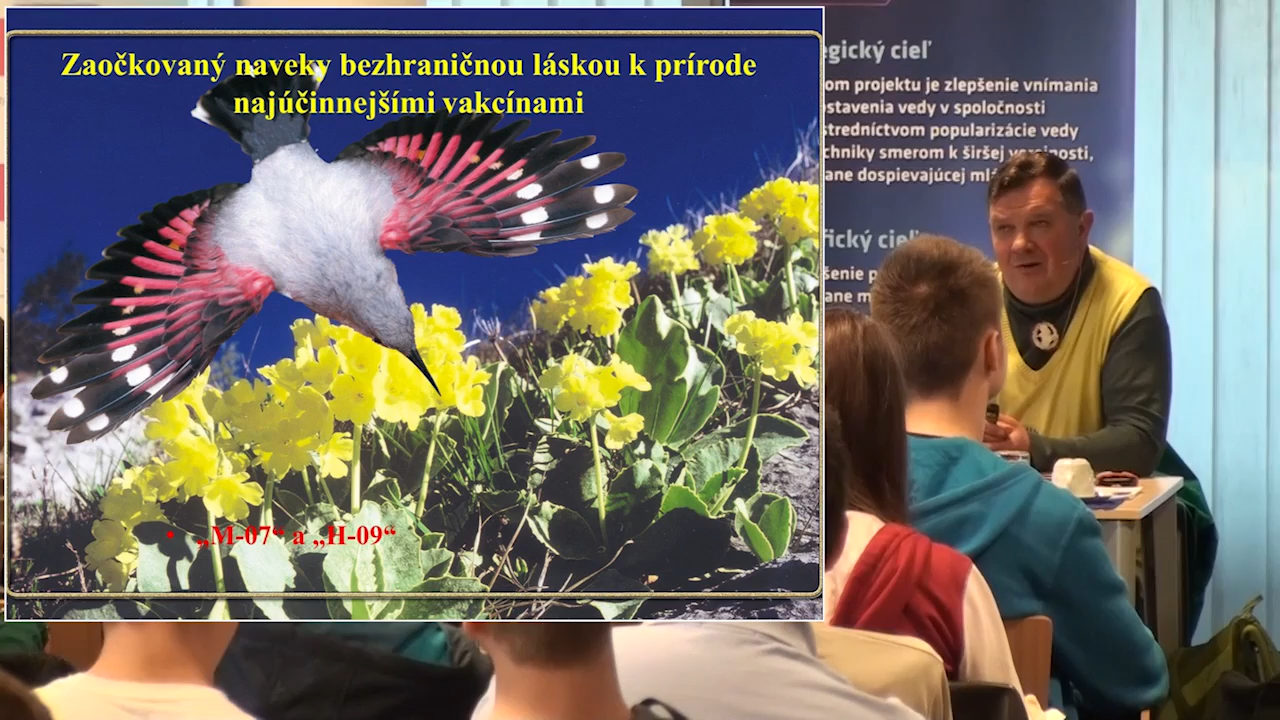 Zaočkovaný naveky bezhraničnou láskou k prírode
najúčinnejšími vakcínami
• „M-07“ a „H-09“
egický cieľ
om projektu je zlepšenie vnímania
stavenia vedy v spoločnosti
stredníctvom popularizácie vedy
chniky smerom k širšej verejnosti,
ane dospievajúcej
fický cieľ
šenie
ane